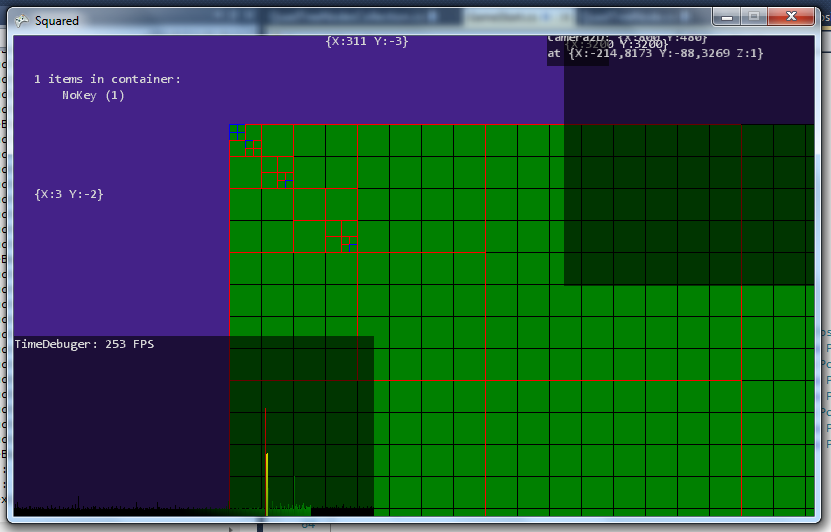 Squared
{X:311 Y:-3}
Camera2D: {X:800 Y:480}
{X:3200 Y:3200}
at {X:-214,8173 Y:-88,3269 Z:1}
1 items in container:
NoKey (1)
{X:3 Y:-2}
TimeDebuger: 253 FPS